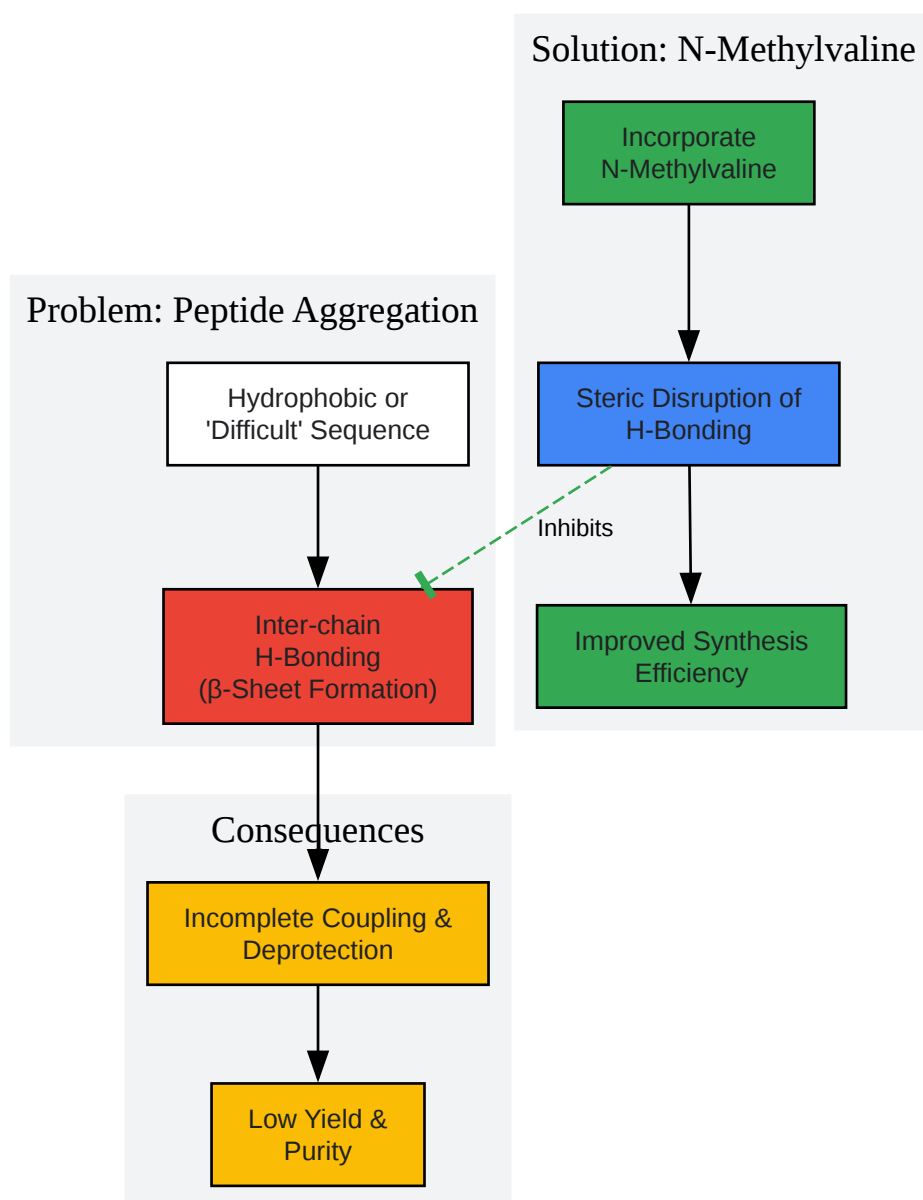 Solution: N-Methylvaline
Incorporate
N-Methylvaline
Problem: Peptide Aggregation
Hydrophobic or
'Difficult' Sequence
Steric Disruption of
H-Bonding
Inhibits
Inter-chain
H-Bonding
(β-Sheet Formation)
Improved Synthesis
Efficiency
Consequences
Incomplete Coupling &
Deprotection
Low Yield &
Purity